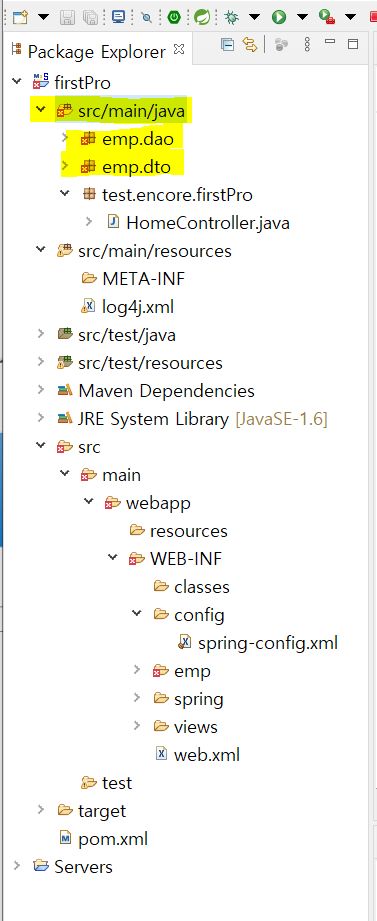 Package Explorer
firstPro
src/main/java
emp.dao
emp.dto
test.encore.firstPro
HomeController.java
src/main/resources
META-INF
log4j.xml
src/test/java
src/test/resources
Maven Dependencies
JRE System Library [JavaSE-1.6]
src
main
webapp
resources
WEB-INF
classes
config
spring-config.xml
emp
spring
views
web.xml
test
target
pom.xml
Servers